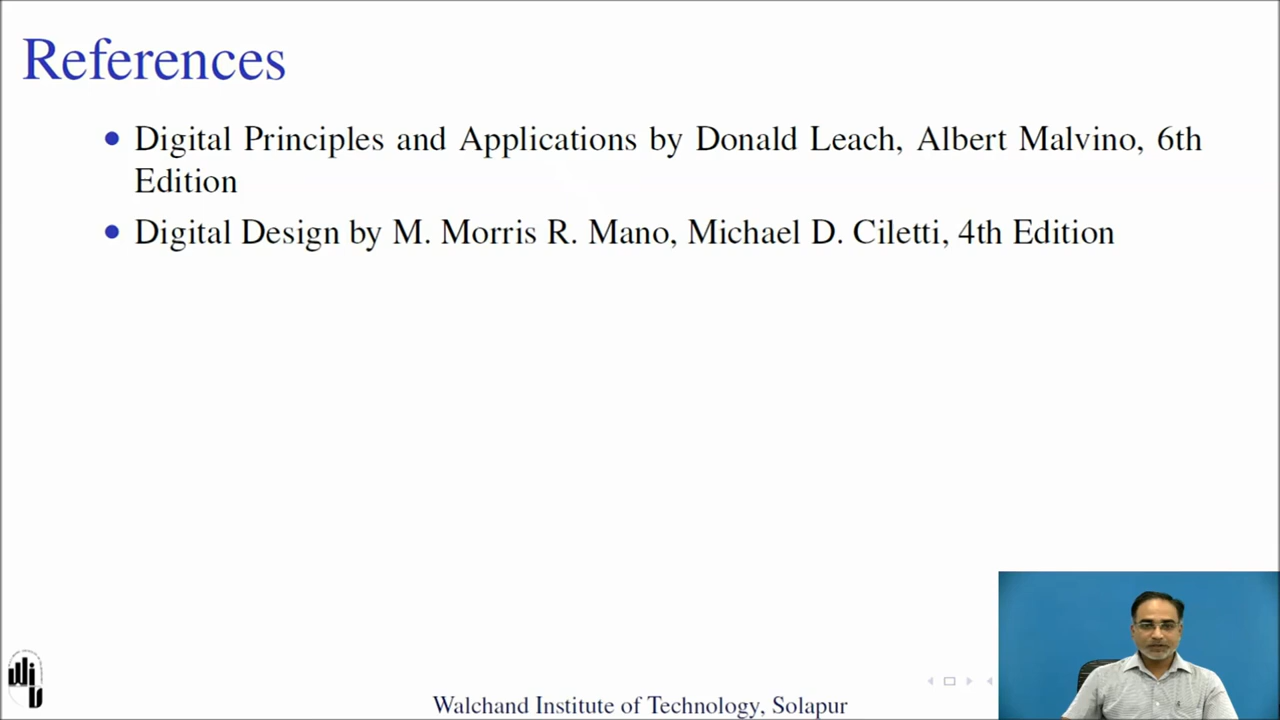 References
Digital Principles and Applications by Donald Leach, Albert Malvino, 6th
Edition
Digital Design by M. Morris R. Mano, Michael D. Ciletti, 4th Edition
Walchand Institute of Technology, Solapur